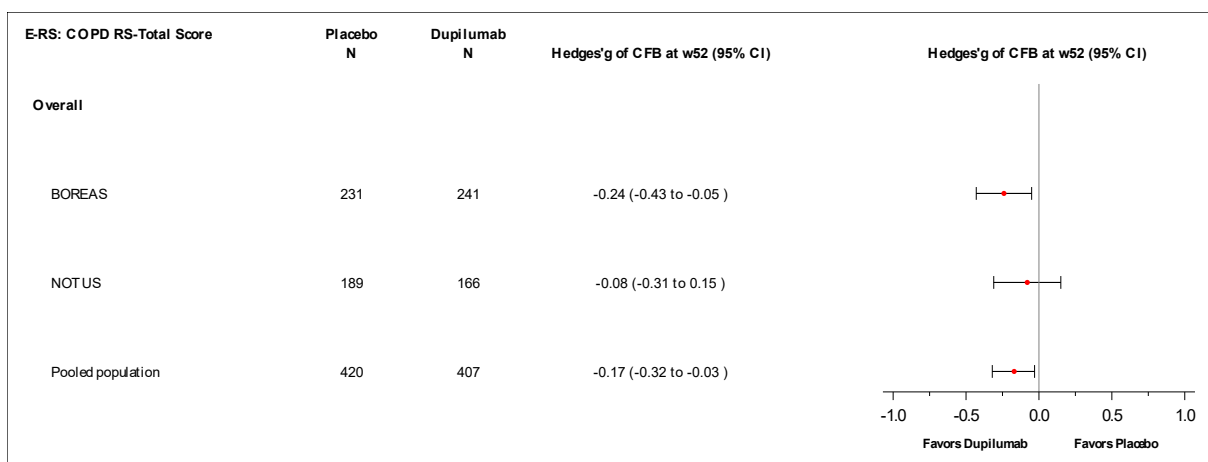 E-RS: COPD RS-Total Score Placebo Dupilumab
N N Hedges'g of CFB at w52 (95% CI) Hedges'g of CFB at w52 (95% CI)
Overall
BOREAS 231 241 -0.24 (-0.43 to -0.05 )
NOTUS 189 166 -0.08 (-0.31 to 0.15 )
Pooled population 420 407 -0.17 (-0.32 to -0.03 )
-1.0 -0.5 0.0 0.5 1.0
Favors Dupilumab Favors Placebo